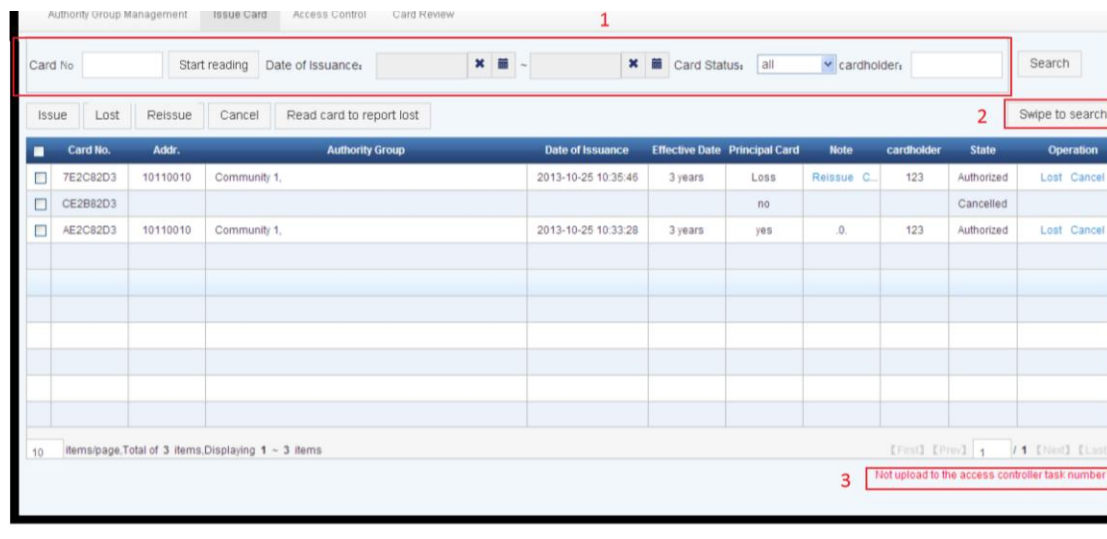 Authority Group Management Issue Card Access Control Card Review
1
Card No Start reading Date of Issuance: ~ Card Status: all cardholder: Search
Issue Lost Reissue Cancel Read card to report lost 2 Swipe to search
Card No. Addr. Authority Group Date of Issuance Effective Date Principal Card Note cardholder State Operation
7E2C82D3 10110010 Community 1, 2013-10-25 10:35:46 3 years Loss Reissue C... 123 Authorized Lost Cancel
CE2B82D3 no Cancelled
AE2C82D3 10110010 Community 1, 2013-10-25 10:33:28 3 years yes .0. 123 Authorized Lost Cancel
10 items/page,Total of 3 items,Displaying 1 ~ 3 items 【First】 【Prev】 1 / 1 【Next】 【Last
3 Not upload to the access controller task number